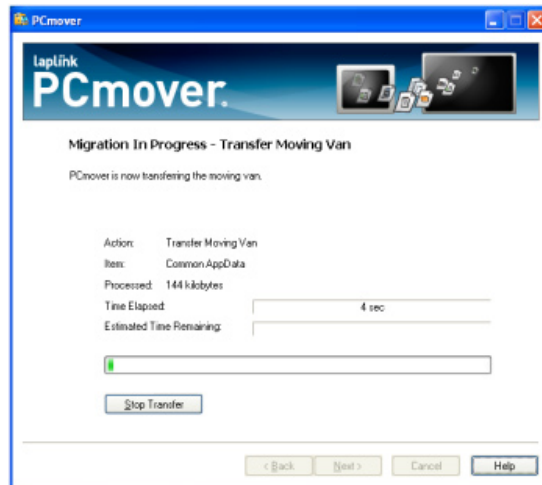 PCmover
laplink
PCmover.
Migration In Progress - Transfer Moving Van
PCmover is now transferring the moving van.
Action: Transfer Moving Van
Item: Common AppData
Processed: 144 kilobytes
Time Elapsed: 4 sec
Estimated Time Remaining:
Stop Transfer
< Back Next > Cancel Help